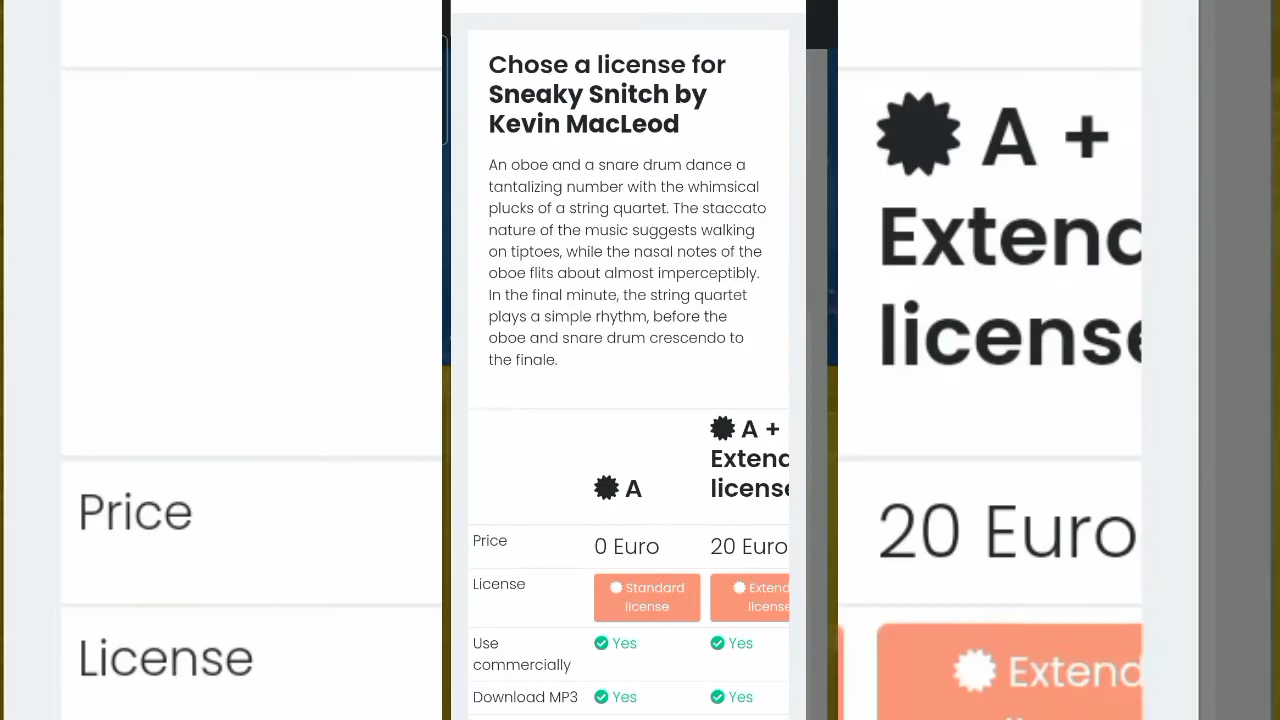 Chose a license for
Sneaky Snitch by
Kevin MacLeod
An oboe and a snare drum dance a
tantalizing number with the whimsical
plucks of a string quartet. The staccato
nature of the music suggests walking
on tiptoes, while the nasal notes of the
oboe flits about almost imperceptibly.
In the final minute, the string quartet
plays a simple rhythm, before the
oboe and snare drum crescendo to
the finale.
A
A +
Extend
license
Price 0 Euro 20 Euro
License Standard
license
Extend
license
Use
commercially
Yes Yes
Download MP3 Yes Yes
Price
License
A +
Extend
license
20 Euro
Extend